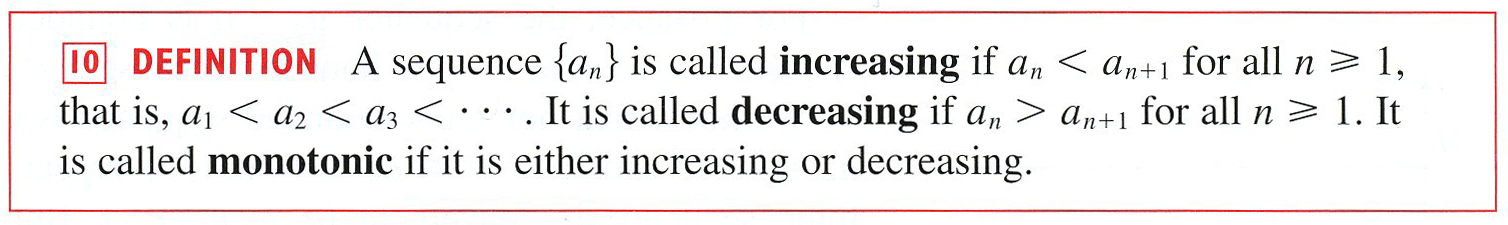 10 DEFINITION A sequence {aₙ} is called increasing if aₙ < aₙ₊₁ for all n ⩾ 1,
that is, a₁ < a₂ < a₃ < · · · . It is called decreasing if aₙ > aₙ₊₁ for all n ⩾ 1. It
is called monotonic if it is either increasing or decreasing.